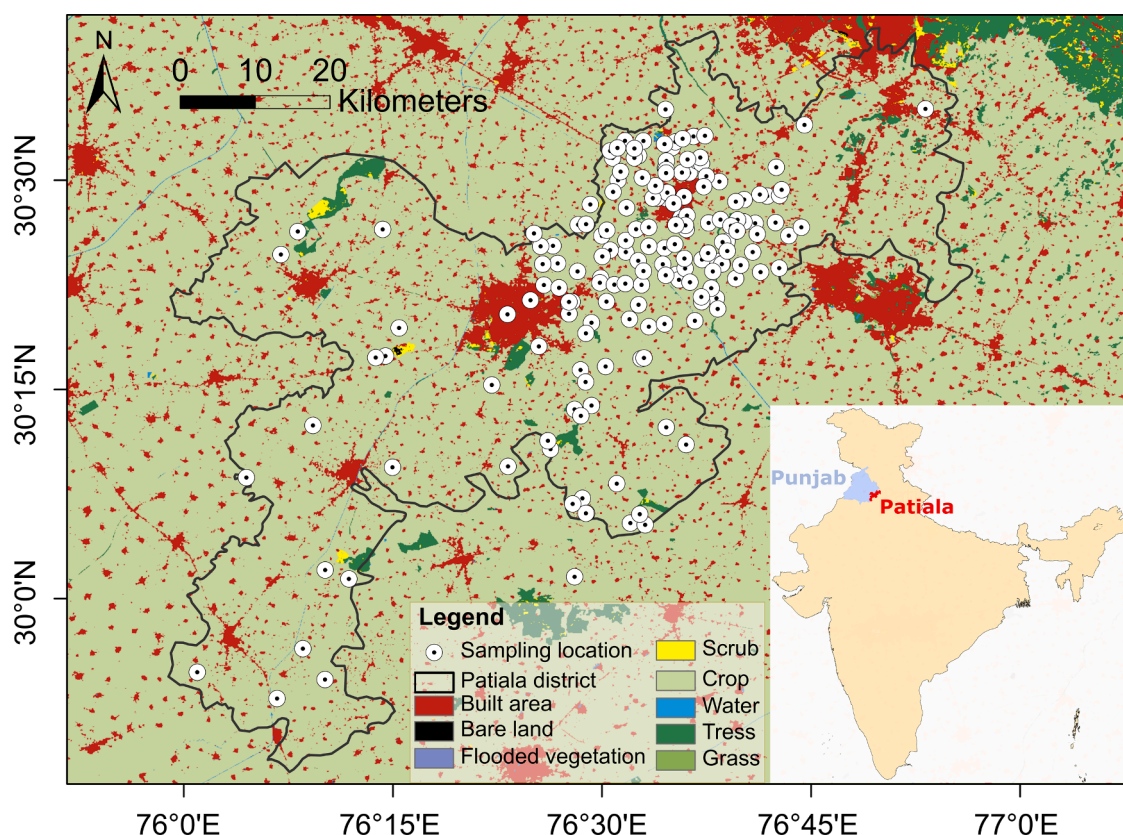 N
0 10 20
Kilometers
30°30'N
30°15'N
30°0'N
Punjab
Patiala
Legend
Sampling location
Patiala district
Built area
Bare land
Flooded vegetation
Scrub
Crop
Water
Tress
Grass
76°0'E 76°15'E 76°30'E 76°45'E 77°0'E